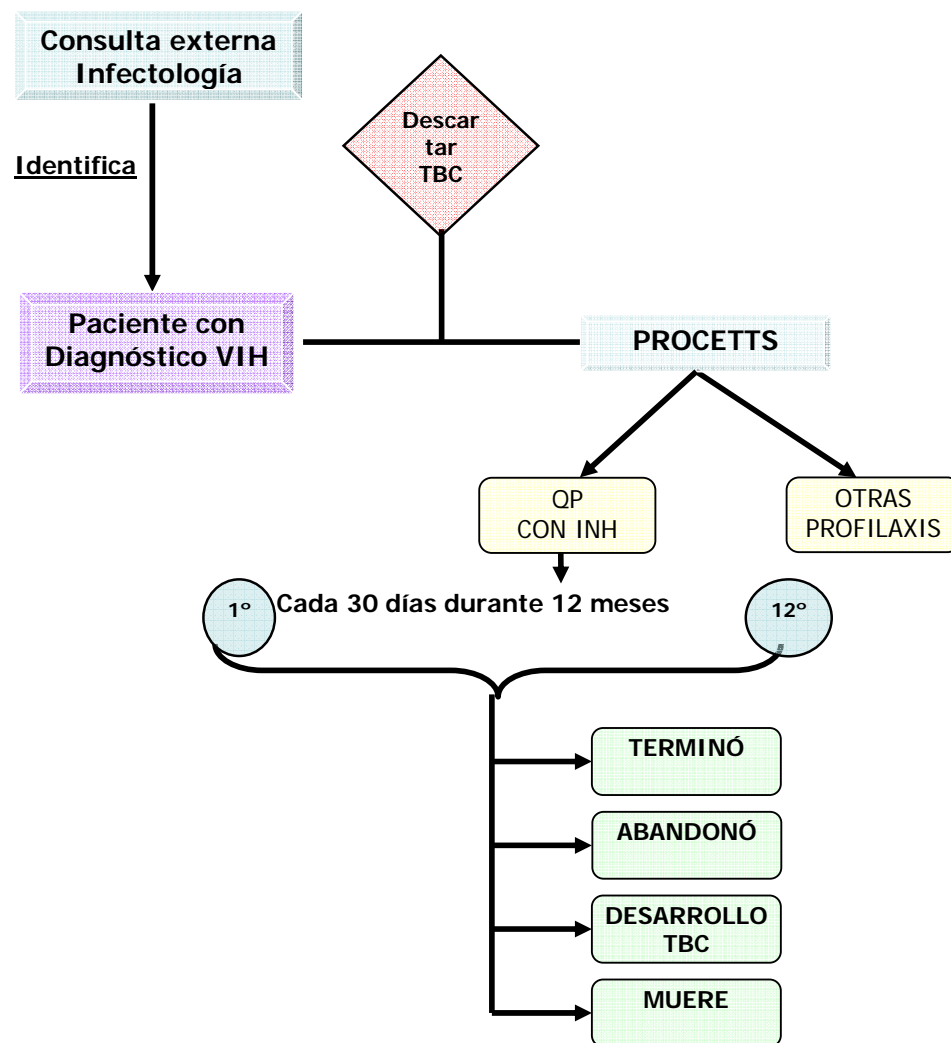 Consulta externa
Infectología
Descar
tar
TBC
Identifica
Paciente con
Diagnóstico VIH
PROCETTS
QP
CON INH
OTRAS
PROFILAXIS
1º
Cada 30 días durante 12 meses
12º
TERMINÓ
ABANDONÓ
DESARROLLO
TBC
MUERE